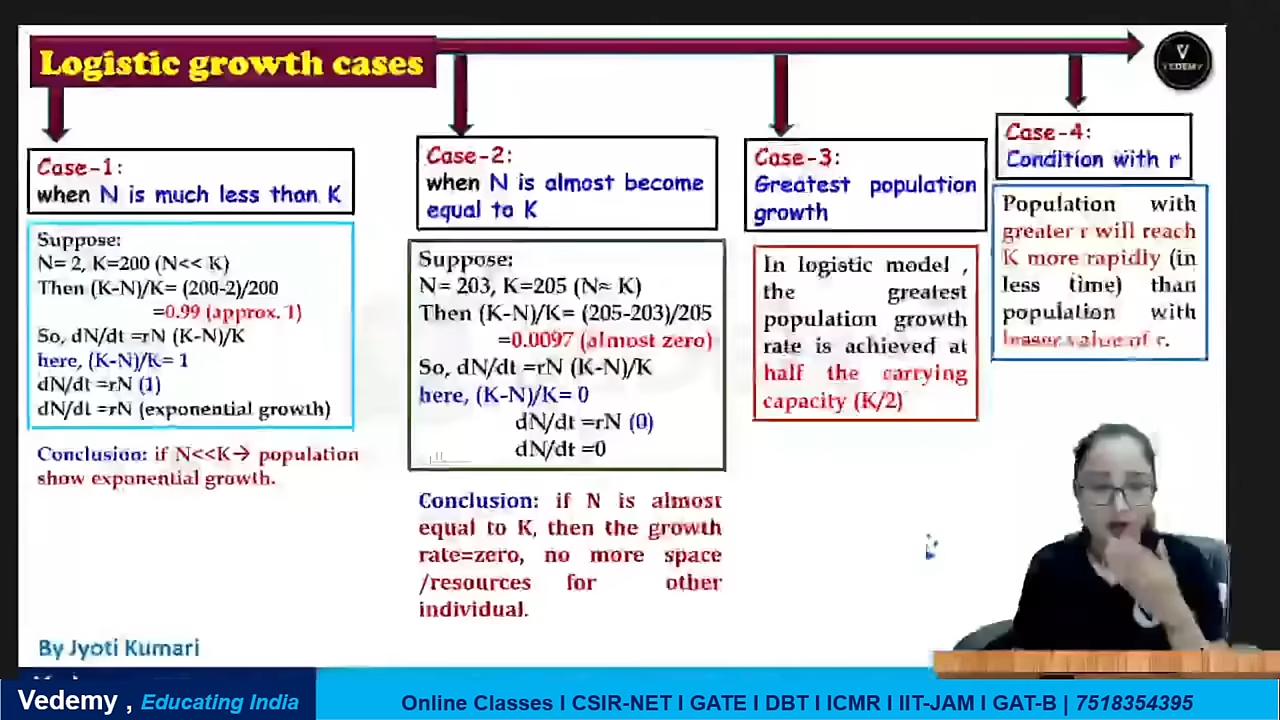 Logistic growth cases
V
VEDEMY
Case-1:
when N is much less than K
Suppose:
N= 2, K=200 (N<< K)
Then (K-N)/K= (200-2)/200
=0.99 (approx. 1)
So, dN/dt =rN (K-N)/K
here, (K-N)/K= 1
dN/dt =rN (1)
dN/dt =rN (exponential growth)
Conclusion: if N<<K→ population
show exponential growth.
Case-2:
when N is almost become
equal to K
Suppose:
N= 203, K=205 (N≈ K)
Then (K-N)/K= (205-203)/205
=0.0097 (almost zero)
So, dN/dt =rN (K-N)/K
here, (K-N)/K= 0
dN/dt =rN (0)
dN/dt =0
Conclusion: if N is almost
equal to K, then the growth
rate=zero, no more space
/resources for other
individual.
Case-3:
Greatest population
growth
In logistic model ,
the greatest
population growth
rate is achieved at
half the carrying
capacity (K/2)
Case-4:
Condition with r
Population with
greater r will reach
K more rapidly (in
less time) than
population with
lesser value of r.
By Jyoti Kumari
Vedemy , Educating India
Online Classes I CSIR-NET I GATE I DBT I ICMR I IIT-JAM I GAT-B | 7518354395